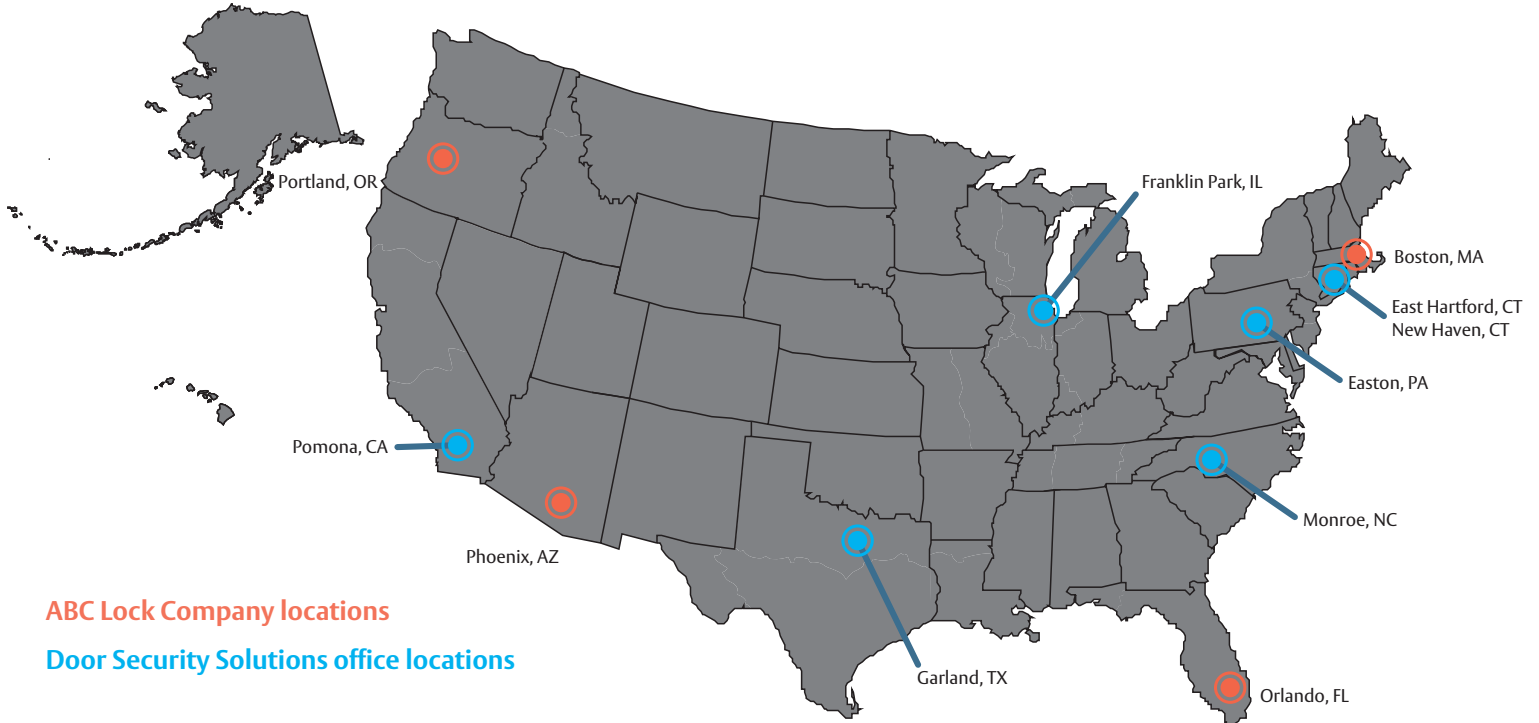 Portland, OR
Franklin Park, IL
Boston, MA
East Hartford, CT
New Haven, CT
Easton, PA
Pomona, CA
Monroe, NC
Phoenix, AZ
ABC Lock Company locations
Door Security Solutions office locations
Garland, TX
Orlando, FL